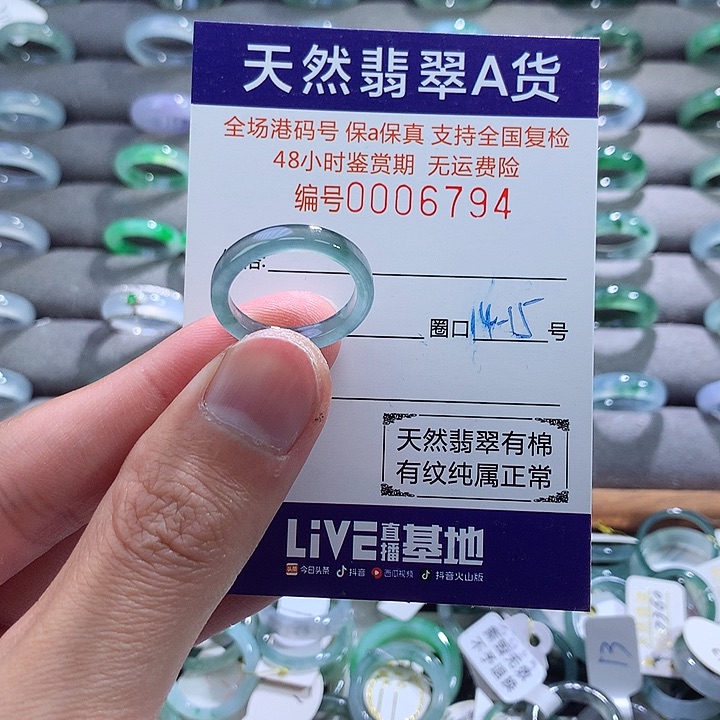 天然翡翠A货
全场港码号 保a保真 支持全国复检
48小时鉴赏期 无运费险
编号0006794
圈口14-15号
天然翡翠有棉
有纹纯属正常
LiVE直播基地
头条 今日头条 抖音 西瓜视频 抖音火山版
13